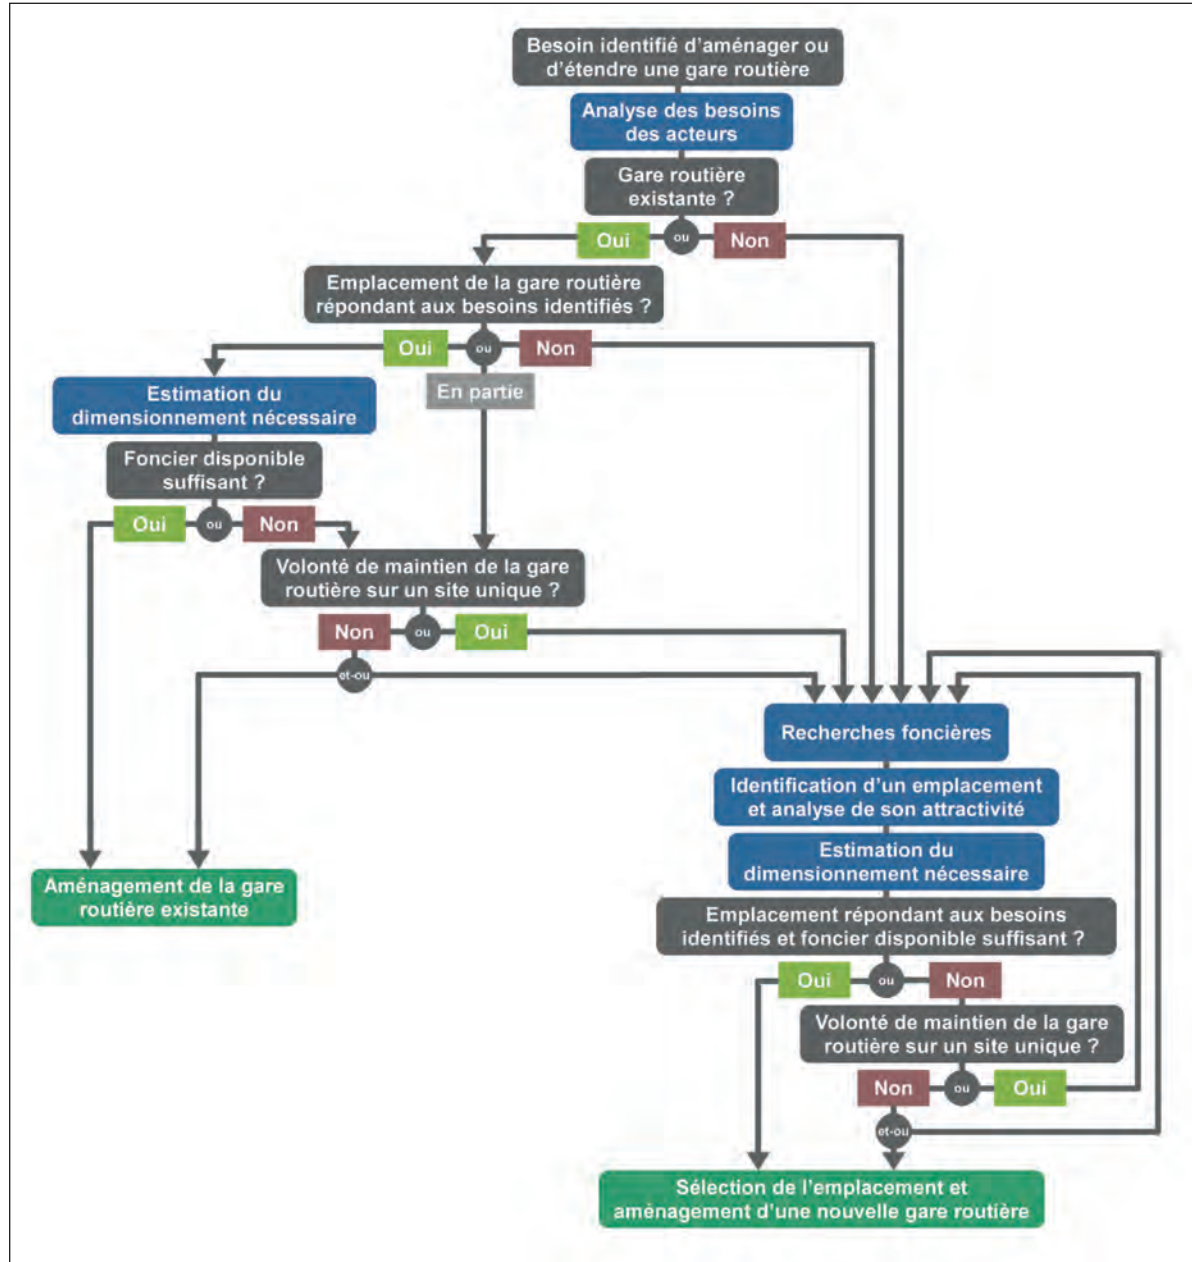 Besoin identifié d'aménager ou
d'étendre une gare routière
Analyse des besoins
des acteurs
Gare routière
existante ?
Oui
ou
Non
Emplacement de la gare routière
répondant aux besoins identifiés ?
Oui
ou
Non
En partie
Estimation du
dimensionnement nécessaire
Foncier disponible
suffisant ?
Oui
ou
Non
Volonté de maintien de la gare
routière sur un site unique ?
Non
ou
Oui
et-ou
Recherches foncières
Identification d'un emplacement
et analyse de son attractivité
Estimation du
dimensionnement nécessaire
Aménagement de la gare
routière existante
Emplacement répondant aux besoins
identifiés et foncier disponible suffisant ?
Oui
ou
Non
Volonté de maintien de la gare
routière sur un site unique ?
Non
ou
Oui
et-ou
Sélection de l'emplacement et
aménagement d'une nouvelle gare routière